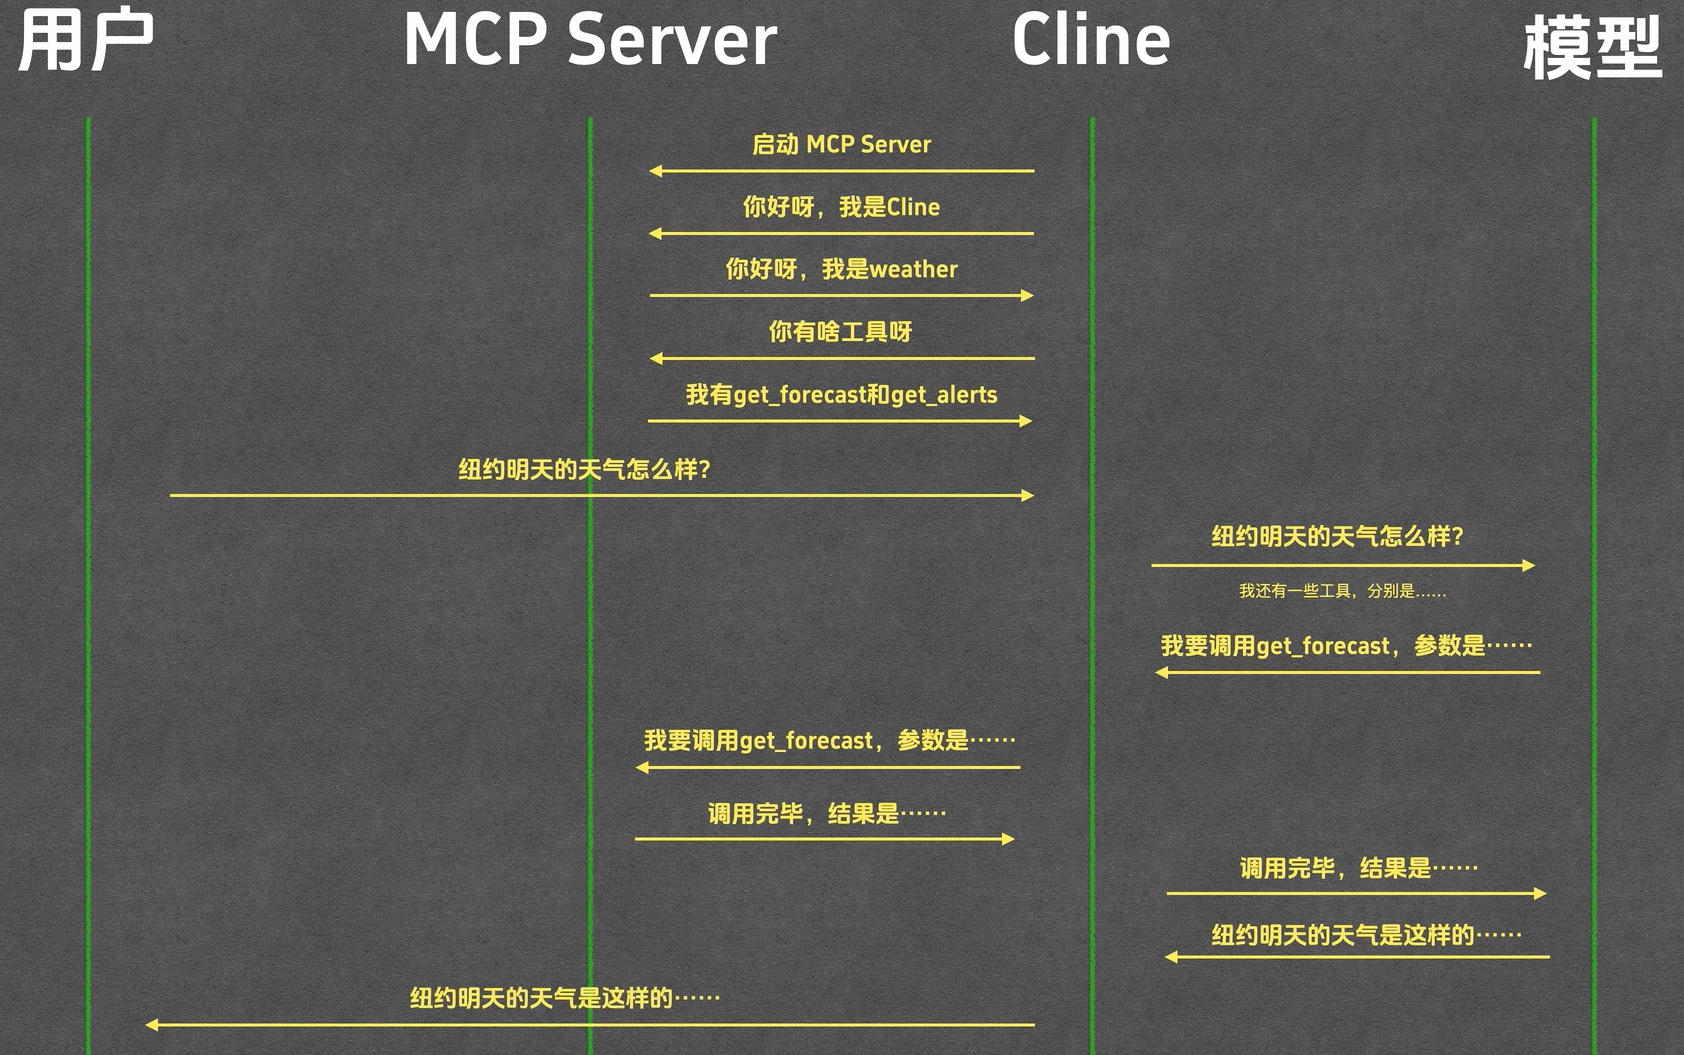 用户
MCP Server
Cline
模型
启动 MCP Server
你好呀，我是Cline
你好呀，我是weather
你有啥工具呀
我有get_forecast和get_alerts
纽约明天的天气怎么样?
纽约明天的天气怎么样?
我还有一些工具，分别是……
我要调用get_forecast，参数是……
我要调用get_forecast，参数是……
调用完毕，结果是……
调用完毕，结果是……
纽约明天的天气是这样的……
纽约明天的天气是这样的……